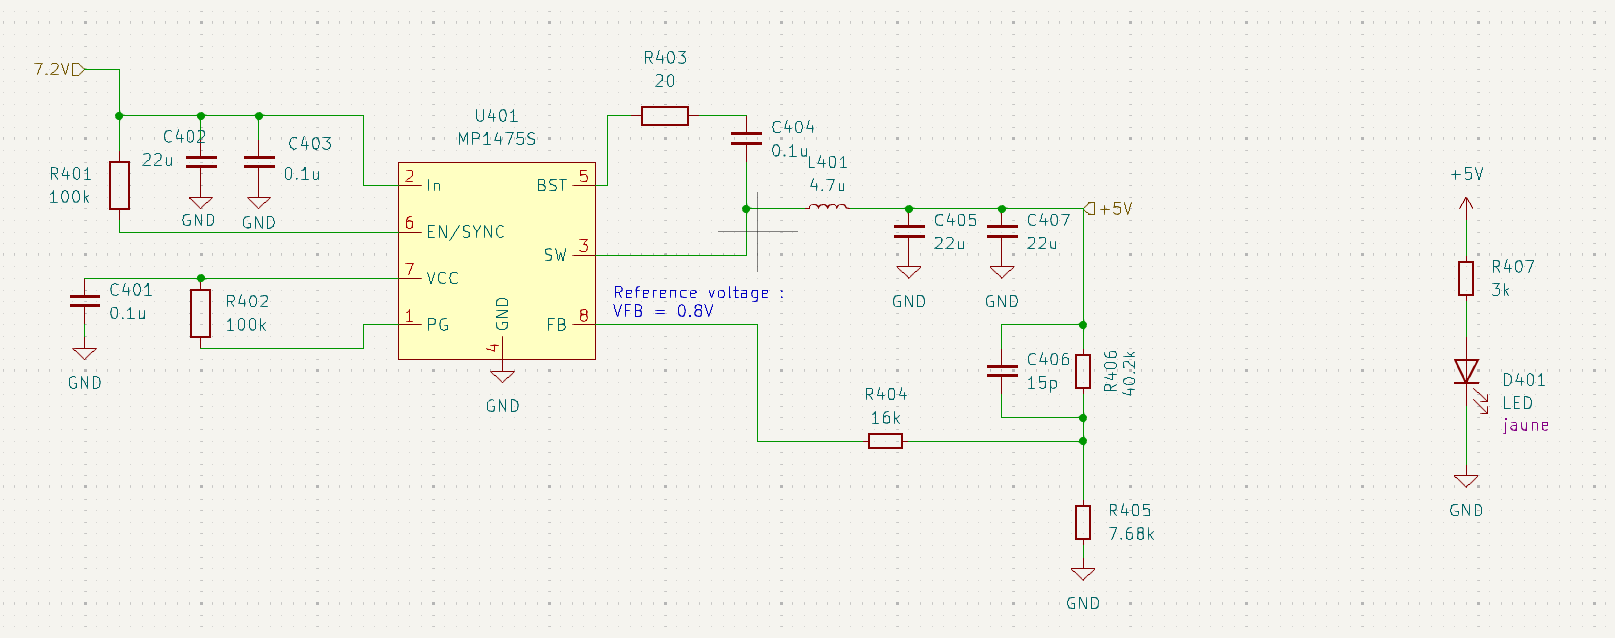 7.2V
R401
100k
C402
22u
GND
C403
0.1u
GND
C401
0.1u
GND
R402
100k
U401
MP1475S
2
In
6
EN/SYNC
7
VCC
1
PG
GND
4
GND
BST
5
SW
3
FB
8
R403
20
C404
0.1u
L401
4.7u
Reference voltage :
VFB = 0.8V
C405
22u
GND
C407
22u
GND
+5V
C406
15p
R406
40.2k
R404
16k
R405
7.68k
GND
+5V
R407
3k
D401
LED
jaune
GND